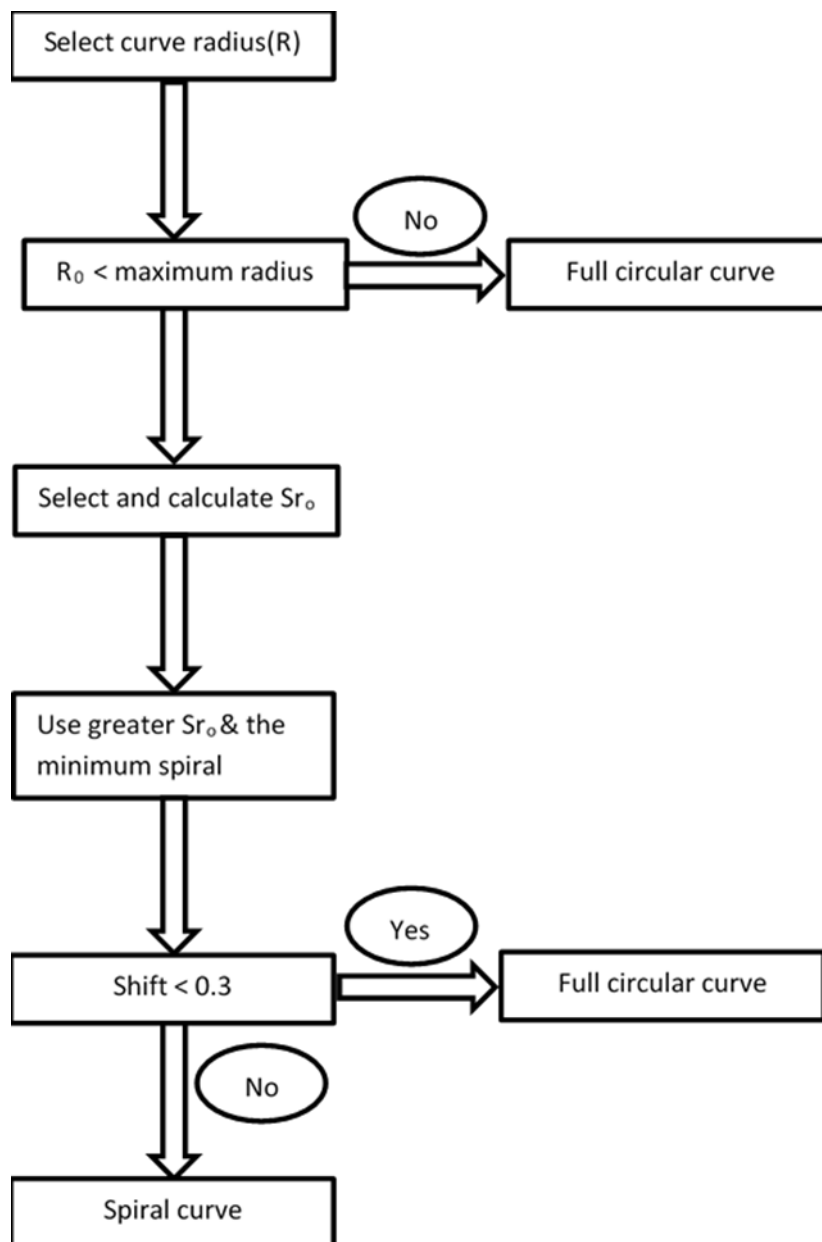 Select curve radius(R)
No
R₀ < maximum radius
Full circular curve
Select and calculate Srₒ
Use greater Srₒ & the
minimum spiral
Yes
Shift < 0.3
Full circular curve
No
Spiral curve